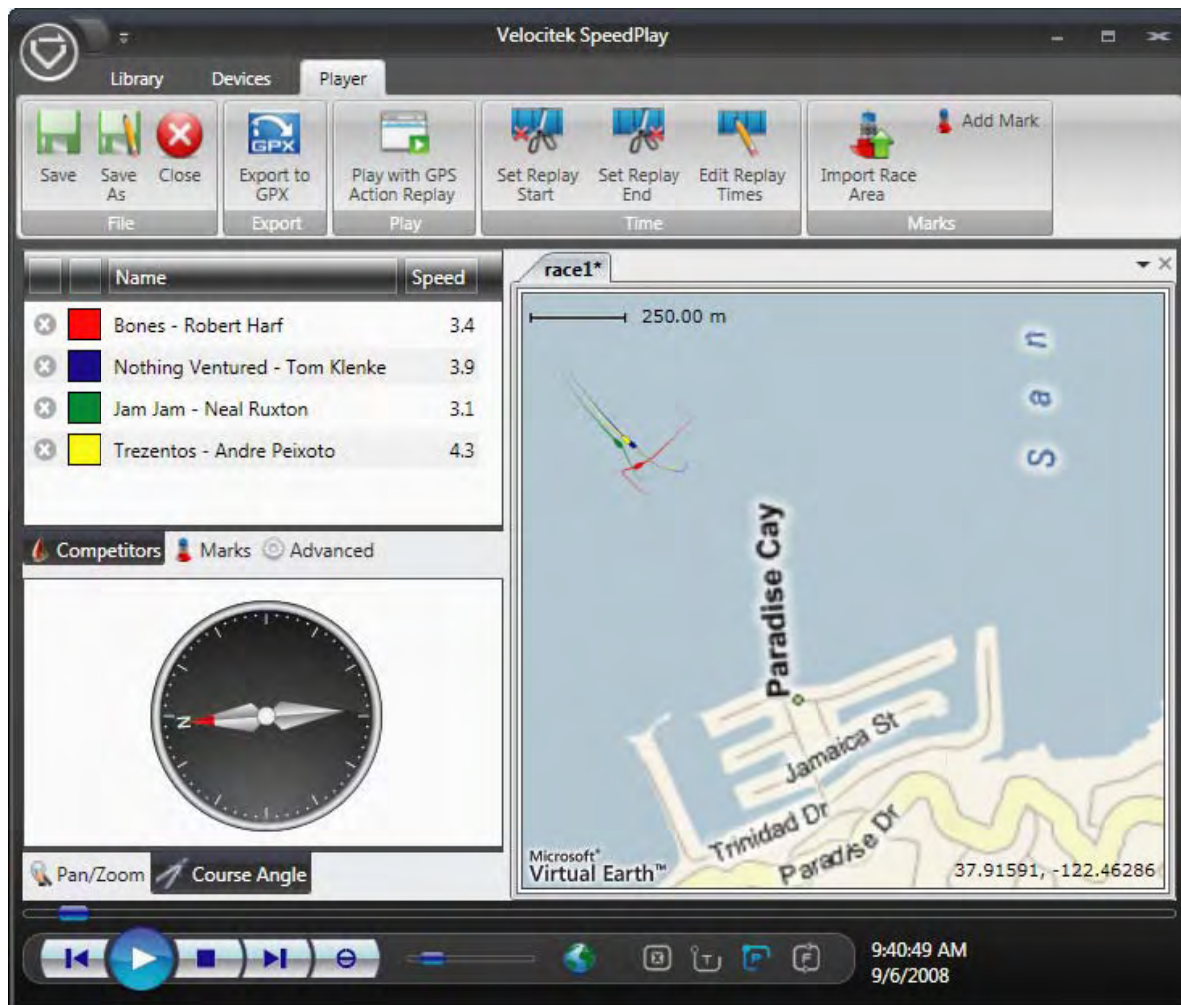 Velocitek SpeedPlay
Library Devices Player
Save
Save As
Close
File
Export to GPX
GPX
Export
Play with GPS Action Replay
Play
Set Replay Start
Set Replay End
Edit Replay Times
Time
Import Race Area
Add Mark
Marks
Name Speed
Bones - Robert Harf 3.4
Nothing Ventured - Tom Klenke 3.9
Jam Jam - Neal Ruxton 3.1
Trezentos - Andre Peixoto 4.3
Competitors Marks Advanced
N
Pan/Zoom Course Angle
race1*
250.00 m
S a n
Paradise Cay
Jamaica St
Trinidad Dr
Paradise Dr
Microsoft®
Virtual Earth™
37.91591, -122.46286
T P F
9:40:49 AM
9/6/2008